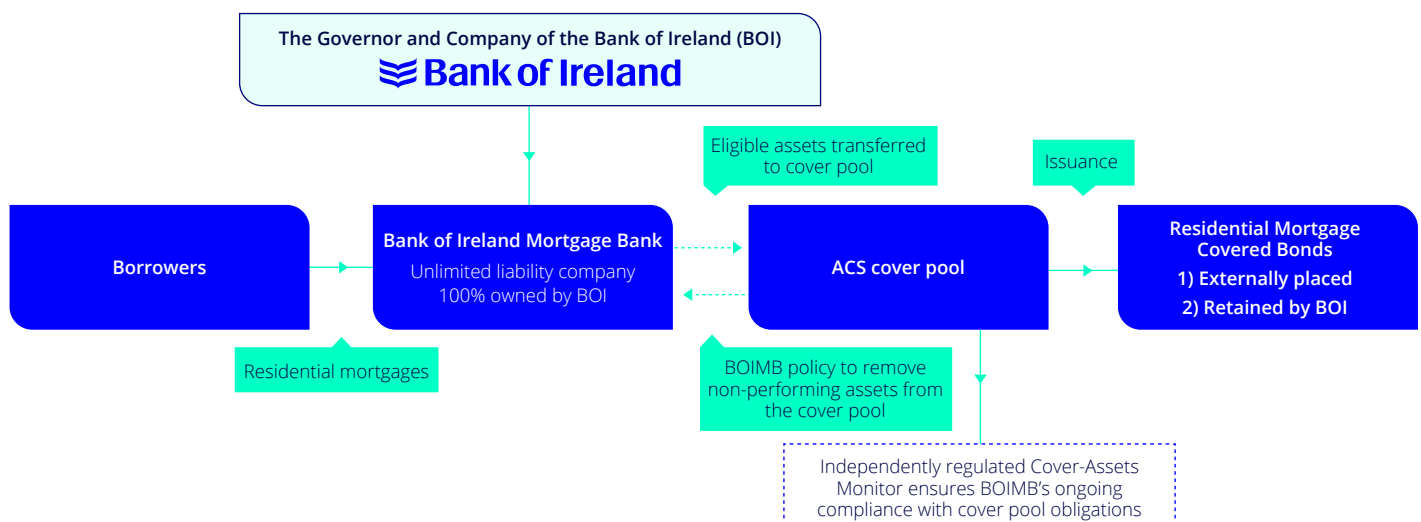 The Governor and Company of the Bank of Ireland (BOI)
Bank of Ireland
Eligible assets transferred
to cover pool
Issuance
Borrowers
Bank of Ireland Mortgage Bank
Unlimited liability company
100% owned by BOI
ACS cover pool
Residential Mortgage
Covered Bonds
1) Externally placed
2) Retained by BOI
Residential mortgages
BOIMB policy to remove
non-performing assets from
the cover pool
Independently regulated Cover-Assets
Monitor ensures BOIMB's ongoing
compliance with cover pool obligations